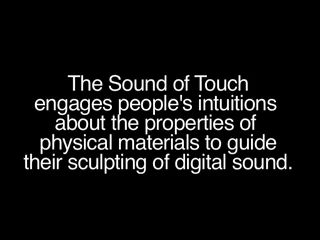 The Sound of Touch
engages people's intuitions
about the properties of
physical materials to guide
their sculpting of digital sound.